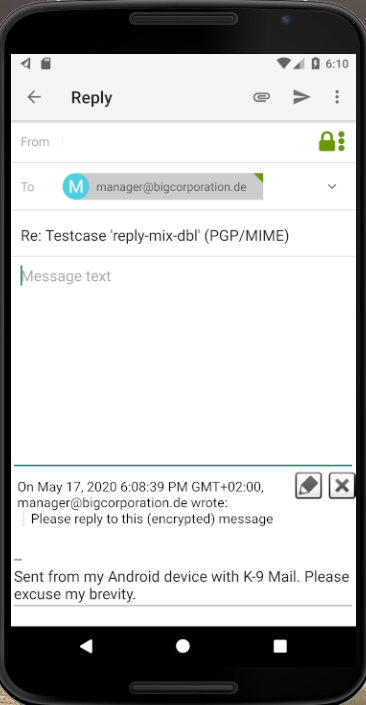 6:10
Reply
From
To M manager@bigcorporation.de
Re: Testcase 'reply-mix-dbl' (PGP/MIME)
Message text
On May 17, 2020 6:08:39 PM GMT+02:00,
manager@bigcorporation.de wrote:
Please reply to this (encrypted) message
--
Sent from my Android device with K-9 Mail. Please
excuse my brevity.